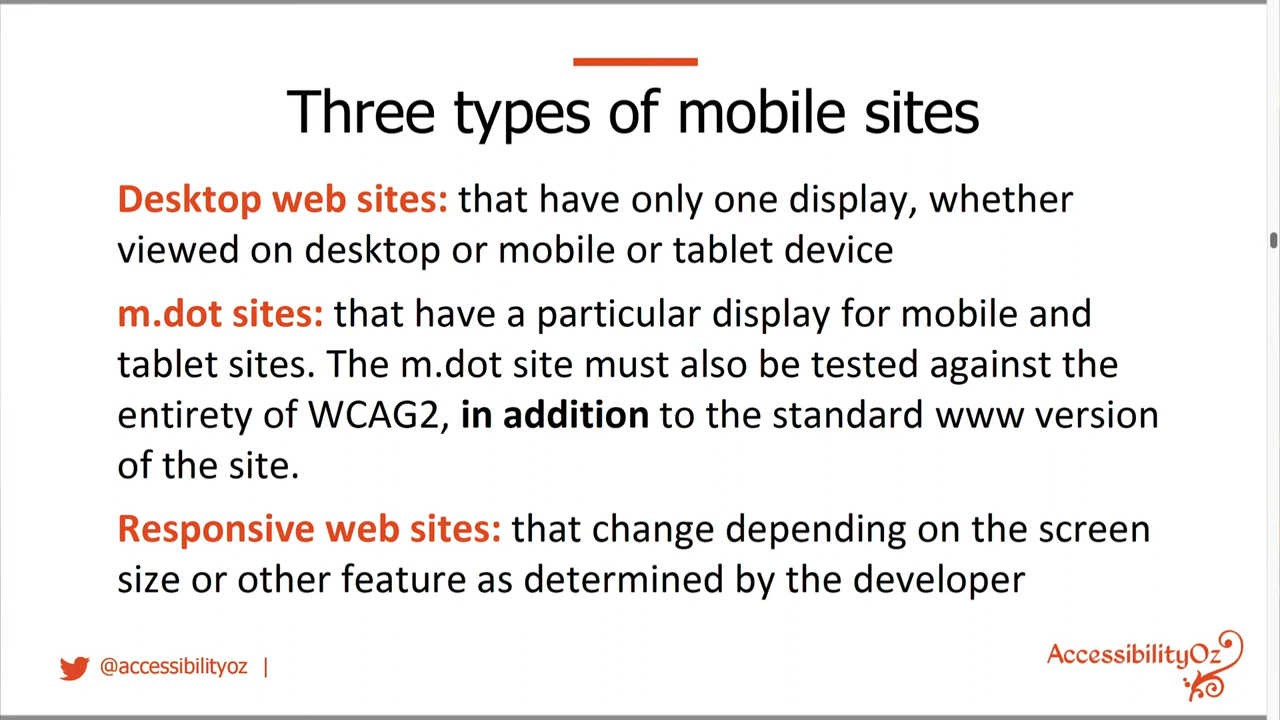 Three types of mobile sites
Desktop web sites: that have only one display, whether
viewed on desktop or mobile or tablet device
m.dot sites: that have a particular display for mobile and
tablet sites. The m.dot site must also be tested against the
entirety of WCAG2, in addition to the standard www version
of the site.
Responsive web sites: that change depending on the screen
size or other feature as determined by the developer
@accessibilityoz |
AccessibilityOz